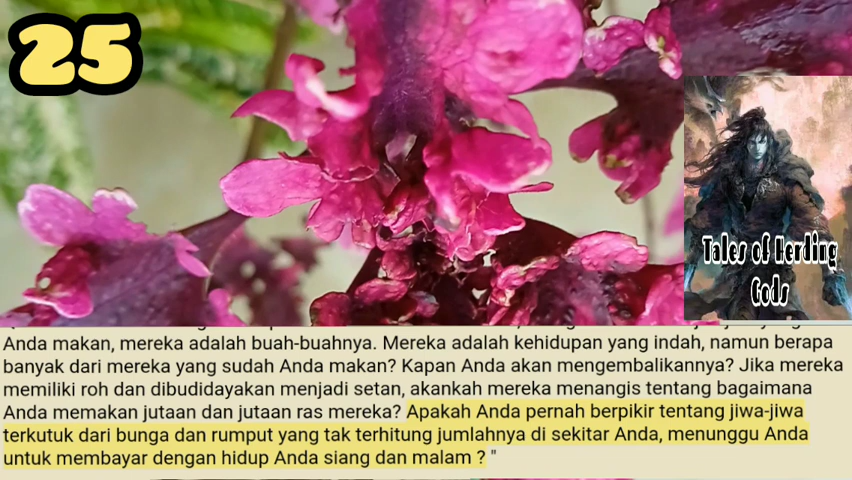 25
Tales of Herding
Gods
Anda makan, mereka adalah buah-buahnya. Mereka adalah kehidupan yang indah, namun berapa
banyak dari mereka yang sudah Anda makan? Kapan Anda akan mengembalikannya? Jika mereka
memiliki roh dan dibudidayakan menjadi setan, akankah mereka menangis tentang bagaimana
Anda memakan jutaan dan jutaan ras mereka? Apakah Anda pernah berpikir tentang jiwa-jiwa
terkutuk dari bunga dan rumput yang tak terhitung jumlahnya di sekitar Anda, menunggu Anda
untuk membayar dengan hidup Anda siang dan malam ? "